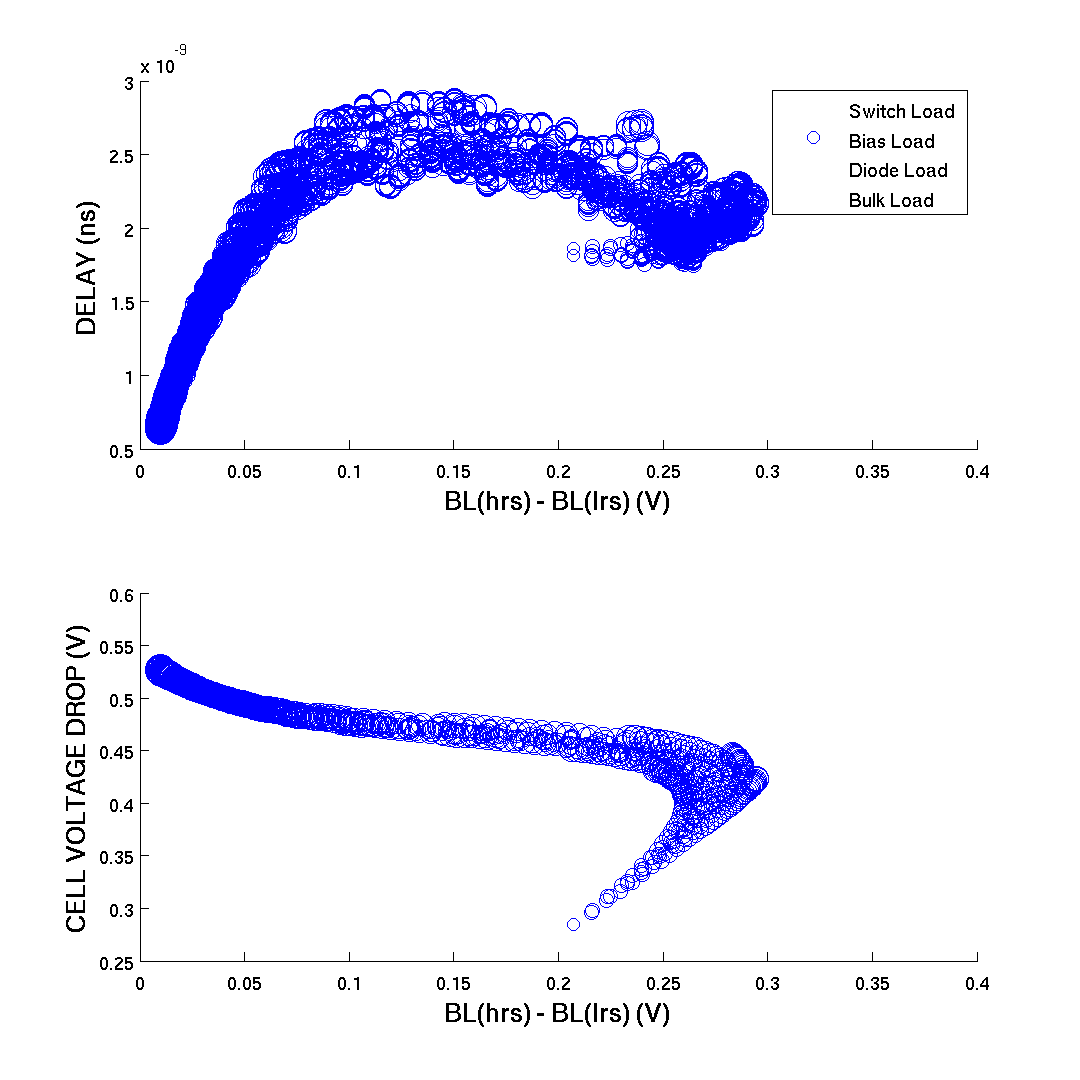 x 10-9
3
2.5
2
1.5
1
0.5
DELAY (ns)
0 0.05 0.1 0.15 0.2 0.25 0.3 0.35 0.4
BL(hrs) - BL(lrs) (V)
Switch Load
Bias Load
Diode Load
Bulk Load
0.6
0.55
0.5
0.45
0.4
0.35
0.3
0.25
CELL VOLTAGE DROP (V)
0 0.05 0.1 0.15 0.2 0.25 0.3 0.35 0.4
BL(hrs) - BL(lrs) (V)